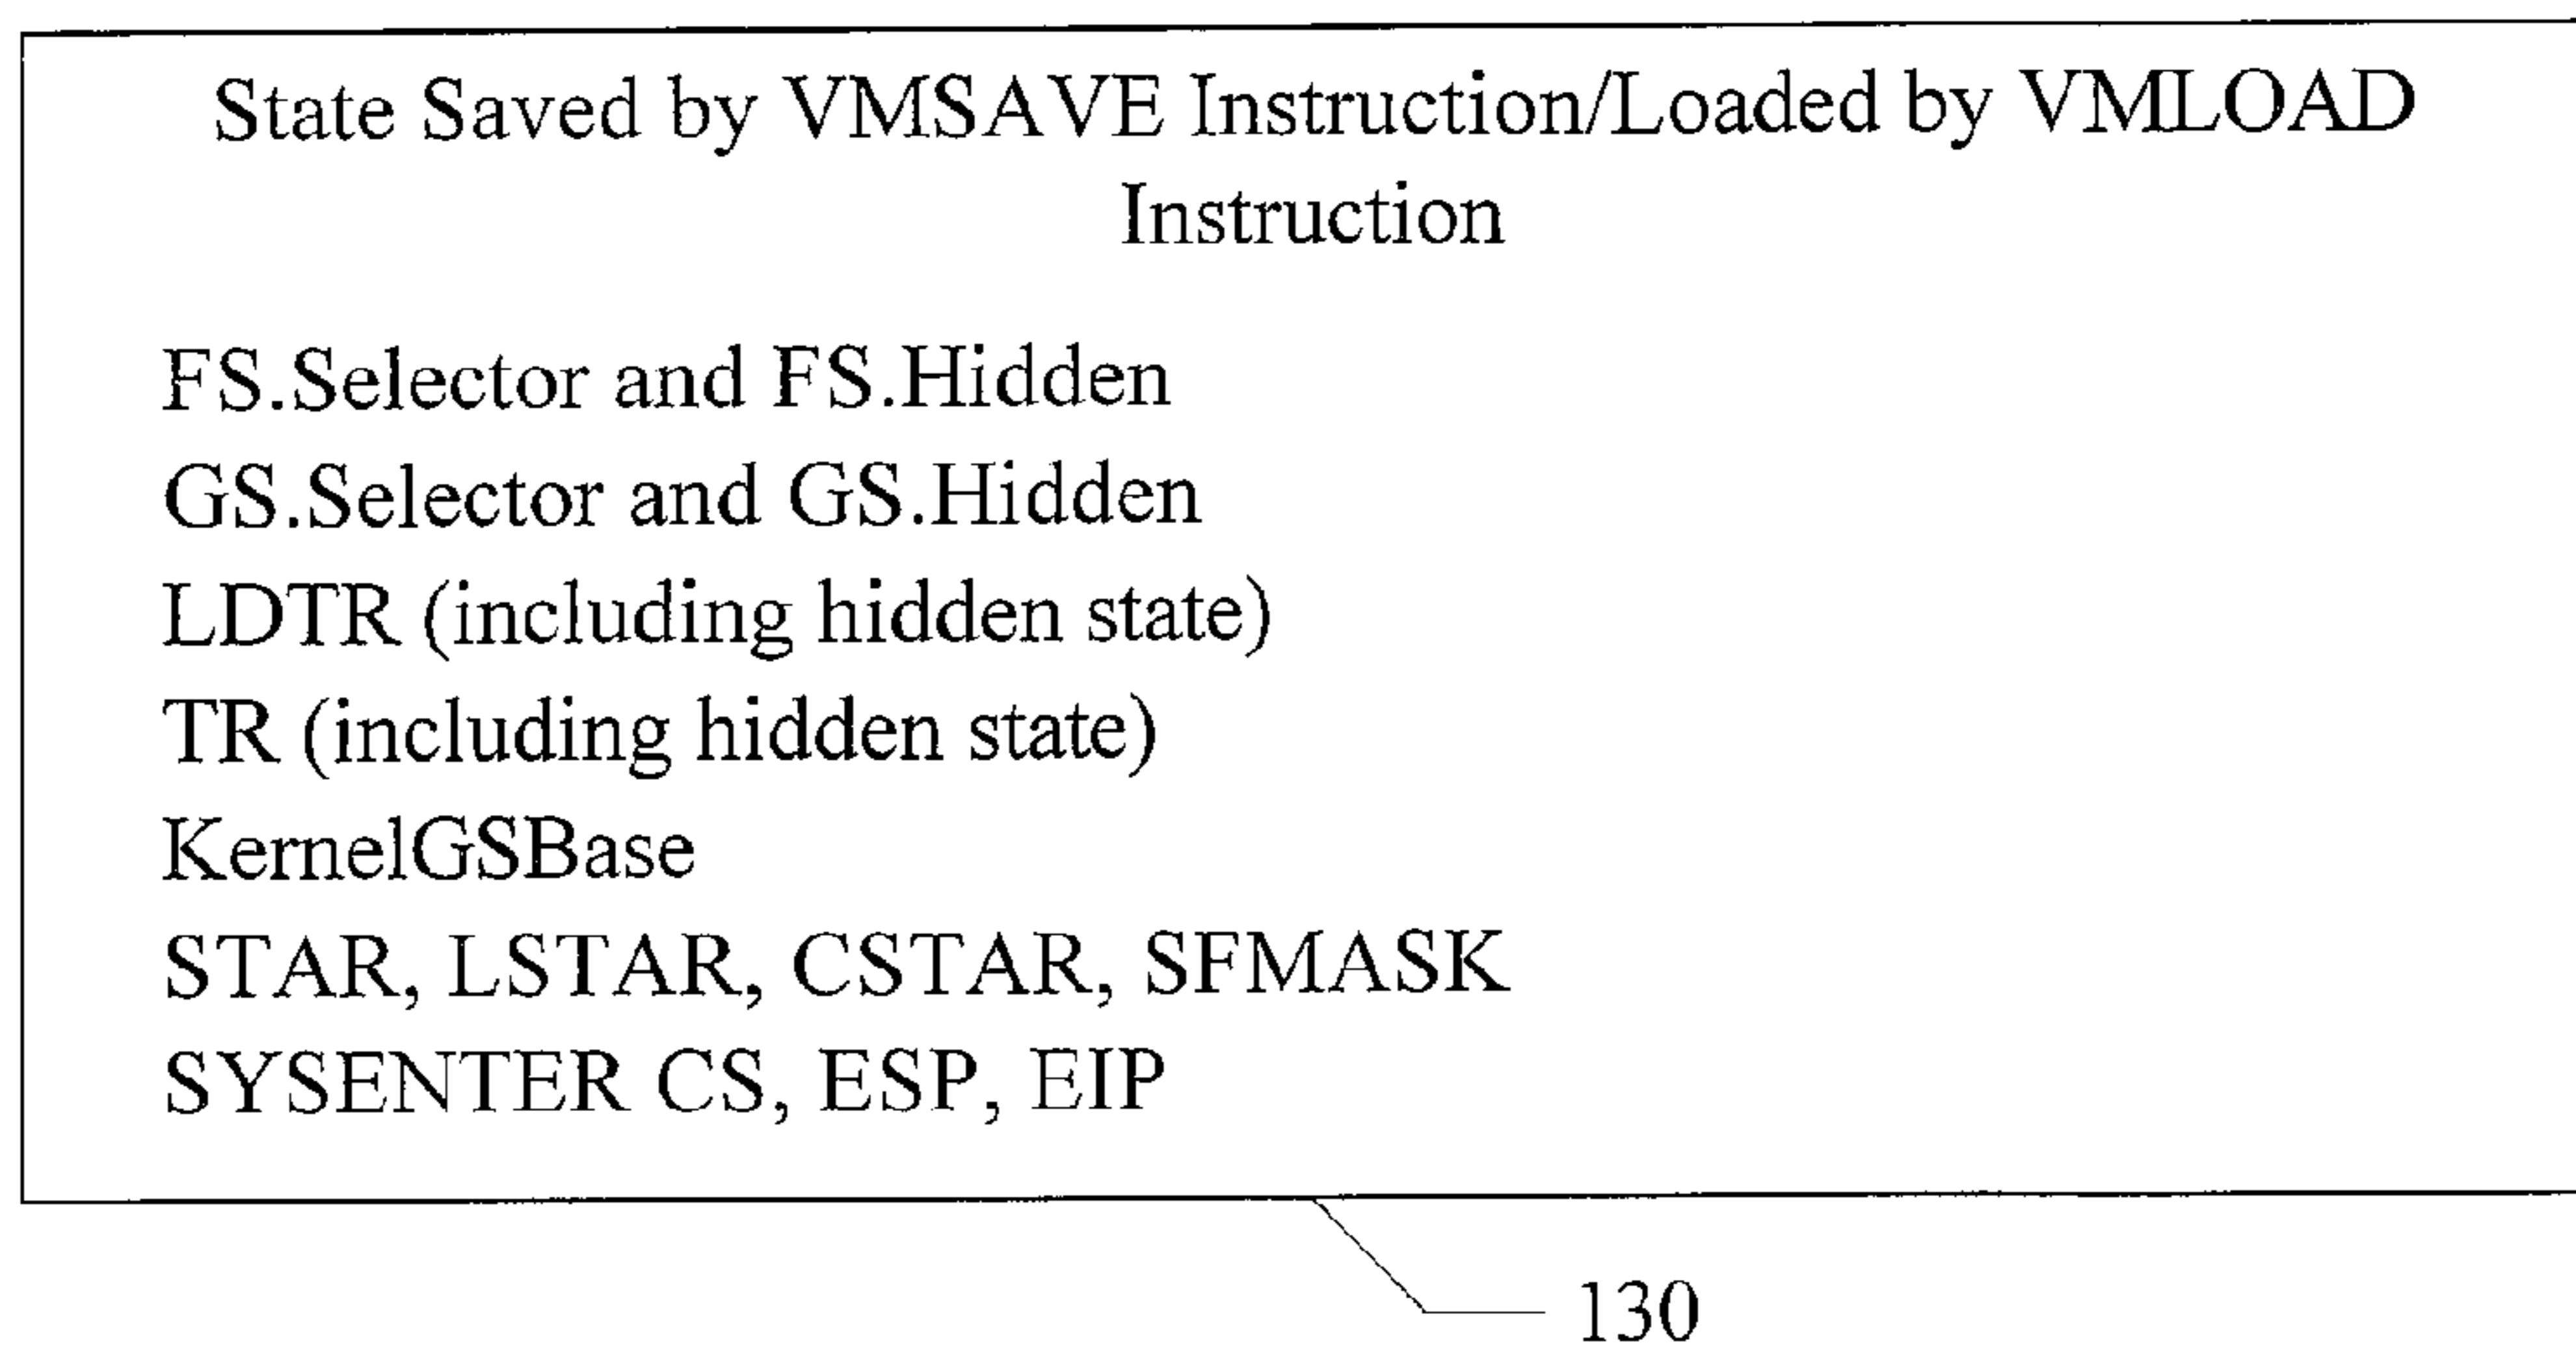 State Saved by VMSAVE Instruction/Loaded by VMLOAD
Instruction
FS.Selector and FS.Hidden
GS.Selector and GS.Hidden
LDTR (including hidden state)
TR (including hidden state)
KernelGSBase
STAR, LSTAR, CSTAR, SFMASK
SYSENTER CS, ESP, EIP
130